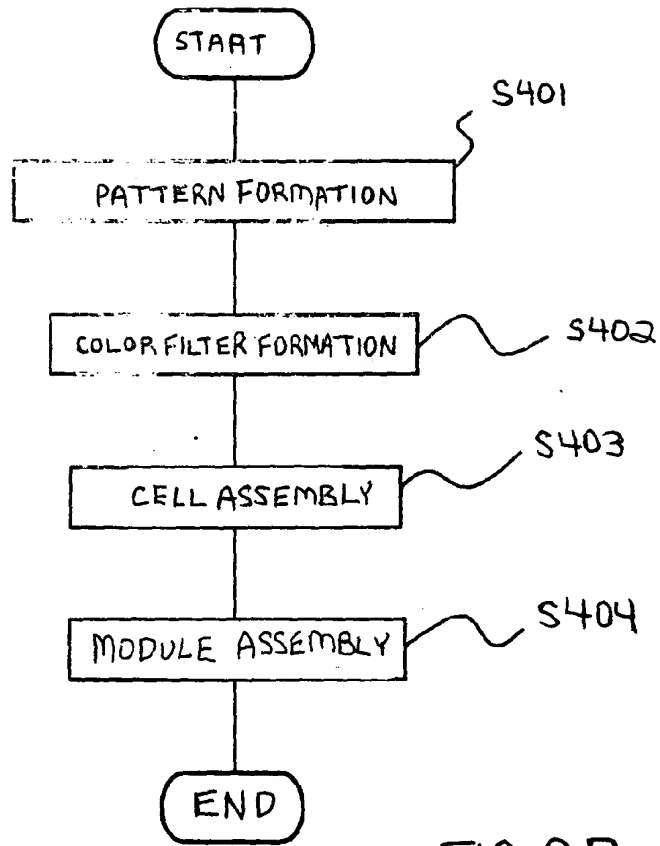 START
S401
PATTERN FORMATION
COLOR FILTER FORMATION
S402
S403
CELL ASSEMBLY
S404
MODULE ASSEMBLY
END